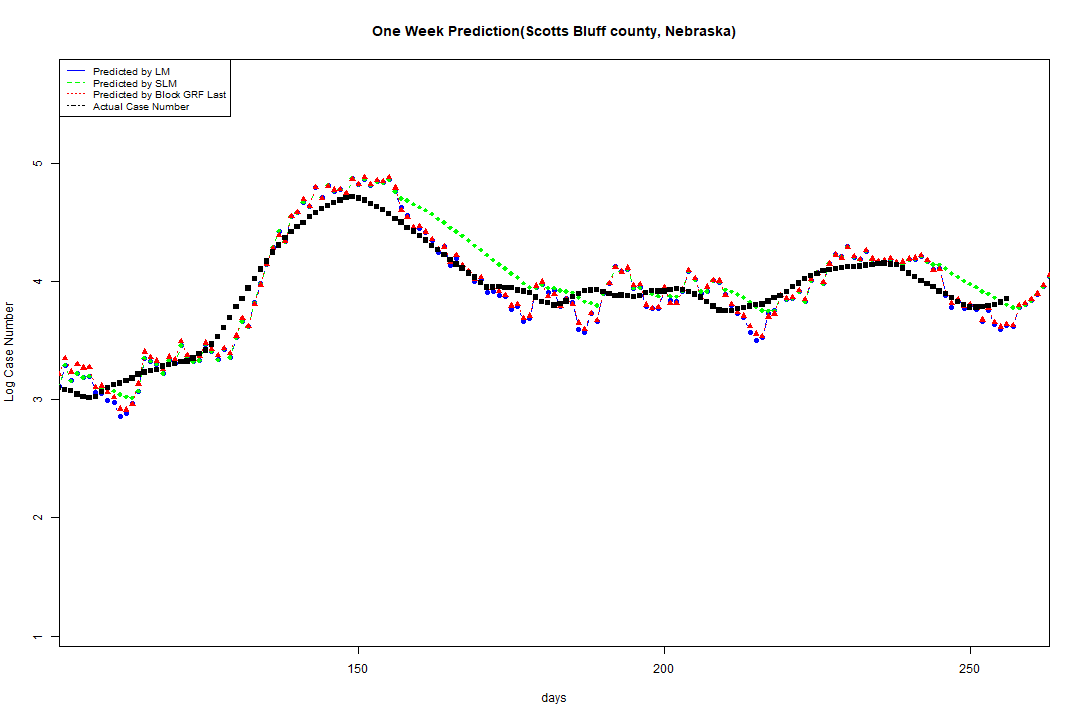 One Week Prediction(Scotts Bluff county, Nebraska)
Predicted by LM
Predicted by SLM
Predicted by Block GRF Last
Actual Case Number
5
4
3
2
1
Log Case Number
150
200
250
days